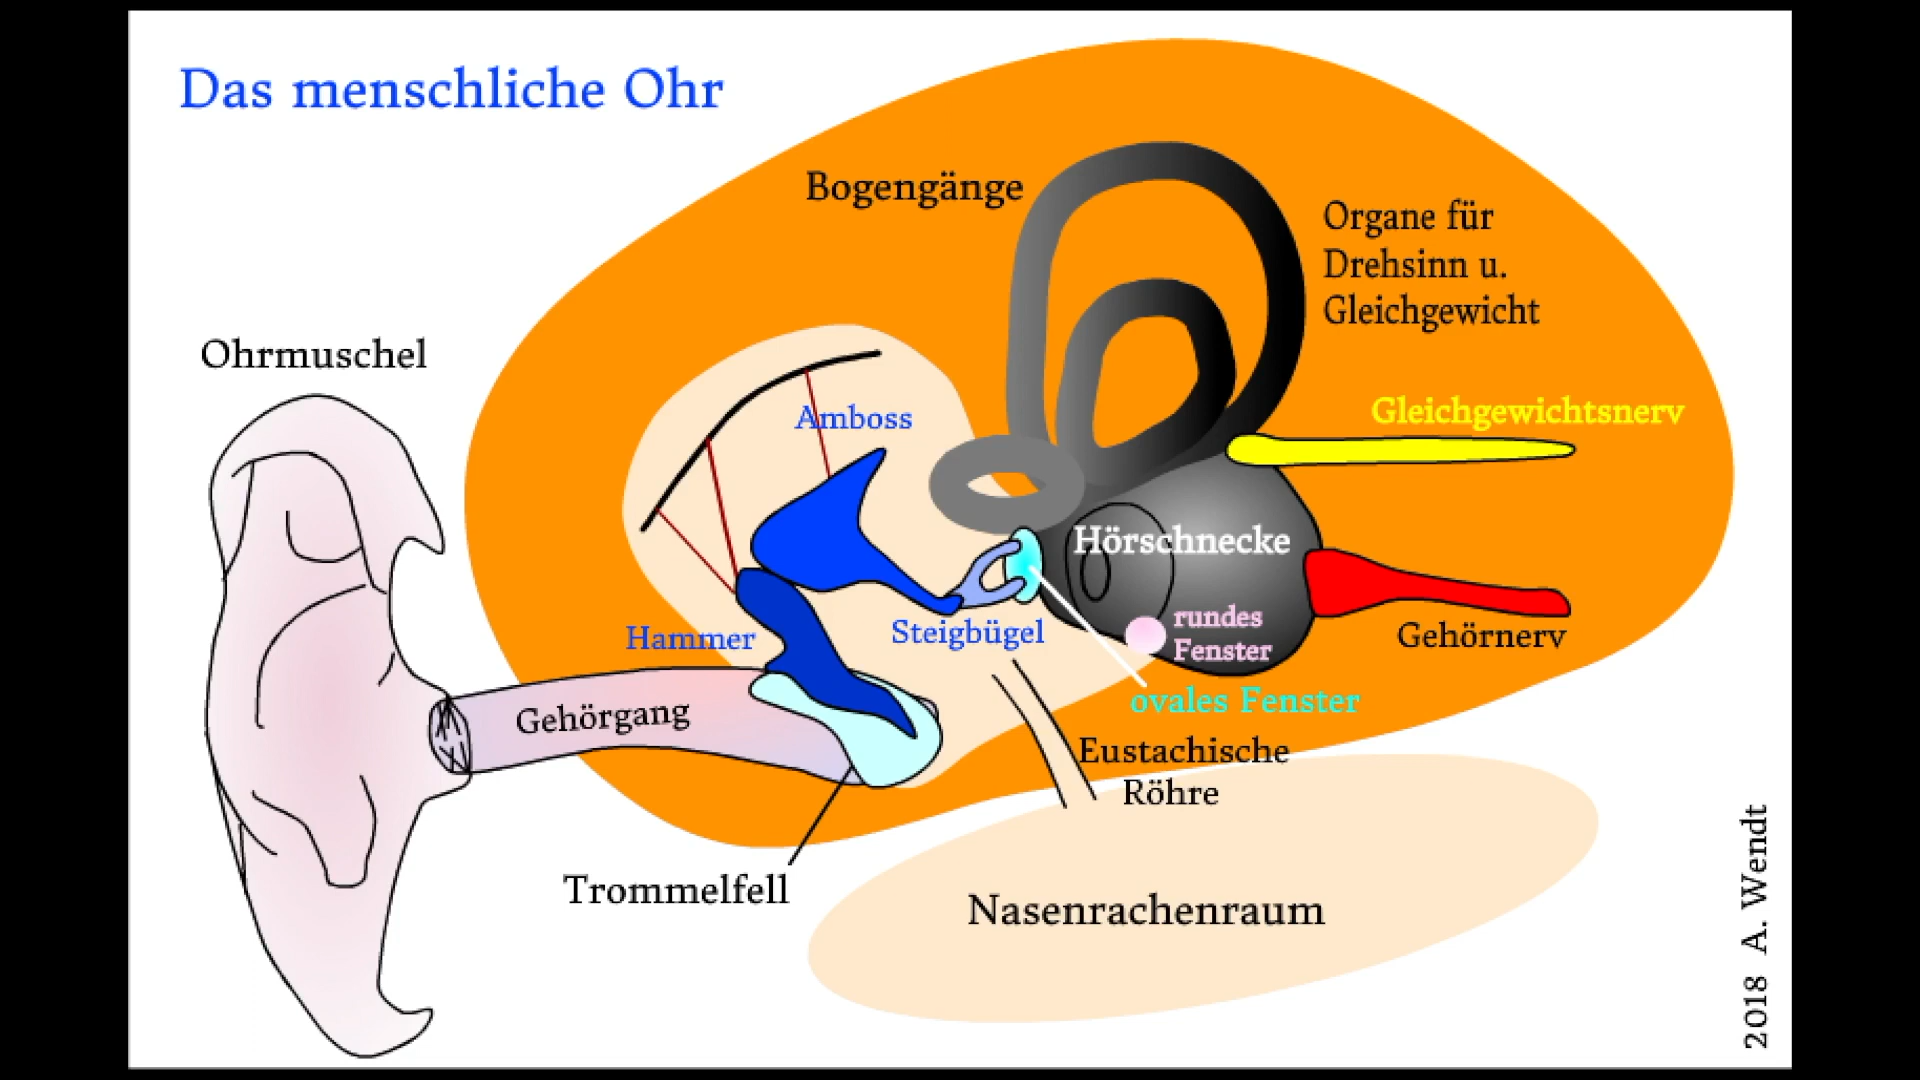 Das menschliche Ohr
Bogengänge
Organe für
Drehsinn u.
Gleichgewicht
Ohrmuschel
Amboss
Gleichgewichtsnerv
Hörschnecke
Hammer
Steigbügel
rundes
Fenster
Gehörnerv
ovales Fenster
Gehörgang
Eustachische
Röhre
Trommelfell
Nasenrachenraum
2018 A. Wendt